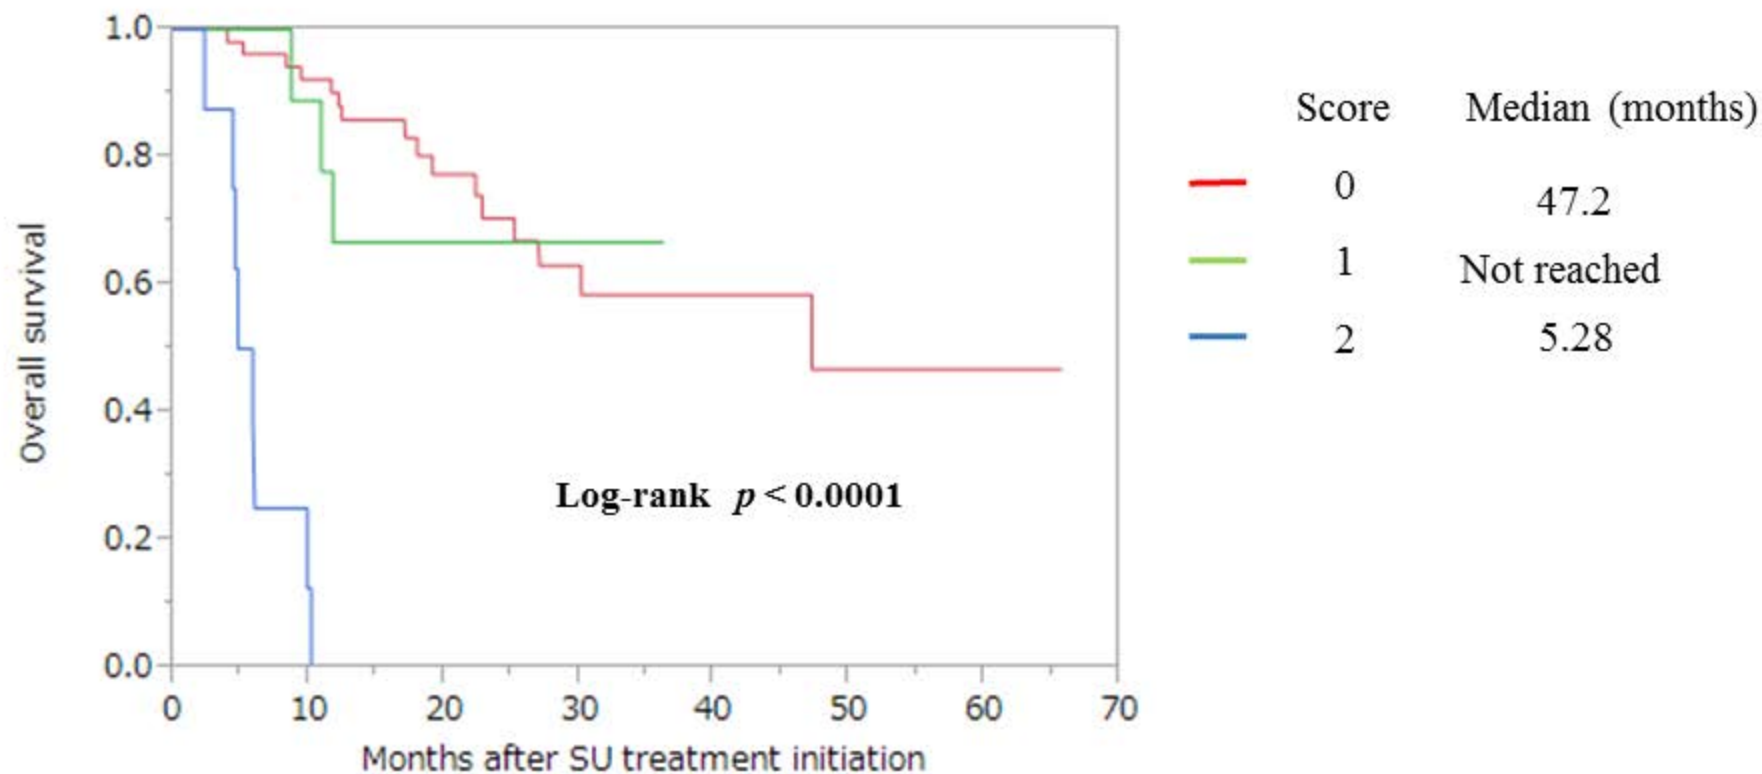 1.0
0.8
0.6
0.4
0.2
0.0
Overall survival
0 10 20 30 40 50 60 70
Months after SU treatment initiation
Log-rank p < 0.0001
Score Median (months)
0 47.2
1 Not reached
2 5.28